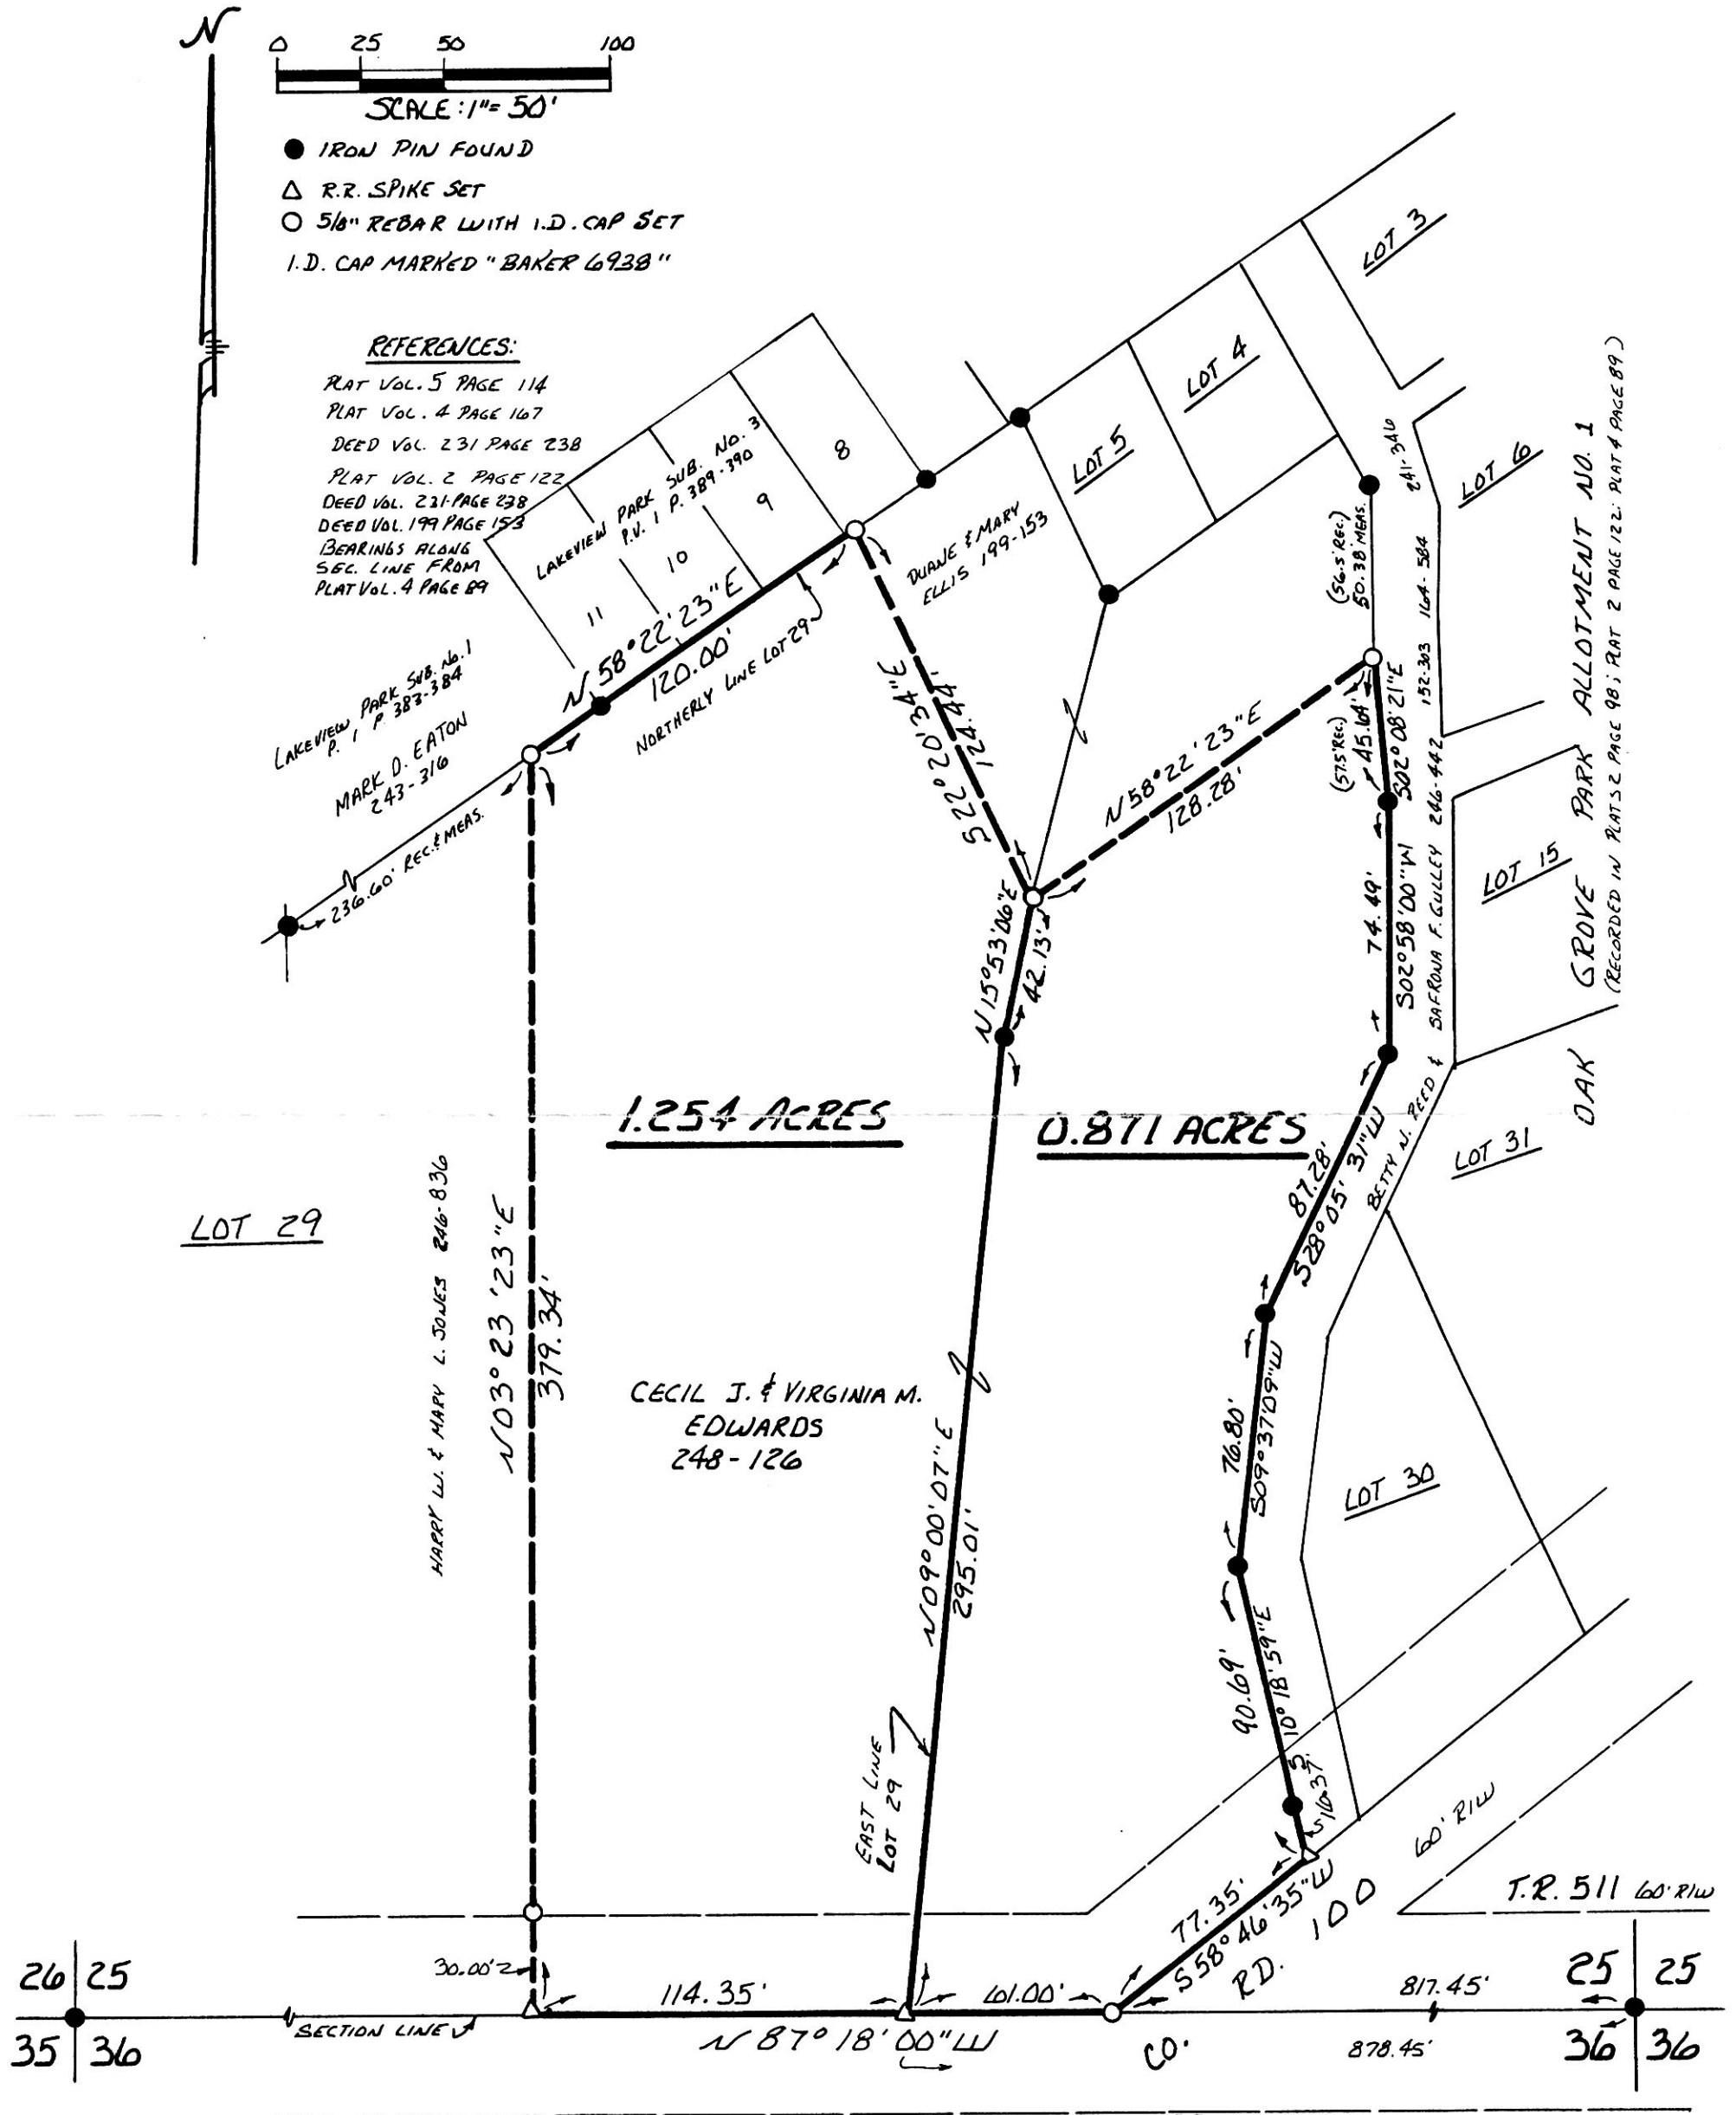 N
0 25 50 100
SCALE: 1"= 50'
IRON PIN FOUND
R.R. SPIKE SET
5/8" REBAR WITH I.D. CAP SET
I.D. CAP MARKED "BAKER 6938"
REFERENCES:
PLAT VOL. 5 PAGE 114
PLAT VOL. 4 PAGE 167
DEED VOL. 231 PAGE 238
PLAT VOL. 2 PAGE 122
DEED VOL. 231 PAGE 238
DEED VOL. 199 PAGE 153
BEARINGS ALONG
SEC. LINE FROM
PLAT VOL. 4 PAGE 89
LAKEVIEW PARK SUB. No. 3
P.V. 1 P. 389-390
8
9
10
11
LOT 3
LOT 4
LOT 5
LOT 6
DUANE & MARY
ELLIS 199-153
N 58° 22' 23" E
120.00'
NORTHERLY LINE LOT 29
LAKEVIEW PARK SUB. No. 1
P. 1 P. 383-384
MARK D. EATON
243-316
236.60' REC. & MEAS.
S 22° 20' 34" E
124.44'
N 58° 22' 23" E
128.28'
(56.5' REC.)
50.38' MEAS.
241-346
164-584
152-303
(57.5' REC.)
45.64'
S02° 08' 21" E
74.49'
S02° 58' 00" W
BETTY N. REED & SAFRONA F. GULLEY 246-442
LOT 15
OAK GROVE PARK ALLOTMENT NO. 1
(RECORDED IN PLATS 2 PAGE 98; PLAT 2 PAGE 122; PLAT 4 PAGE 89)
N 15° 53' 06" E
42.13'
1.254 ACRES
0.871 ACRES
87.28'
S28° 05' 31" W
LOT 31
LOT 29
HARRY W. & MARY L. JONES 246-836
N 03° 23' 23" E
379.34'
CECIL J. & VIRGINIA M.
EDWARDS
248-126
N 09° 00' 07" E
295.01'
76.80'
S09° 37' 09" W
LOT 30
90.69'
S 10° 18' 59" E
16.37'
EAST LINE
LOT 29
77.35'
S 58° 46' 35" W
CO. RD. 100
60' R/W
T.R. 511 60' R/W
30.00'
26 25
35 36
SECTION LINE
114.35'
61.00'
N 87° 18' 00" W
817.45'
878.45'
25 25
36 36